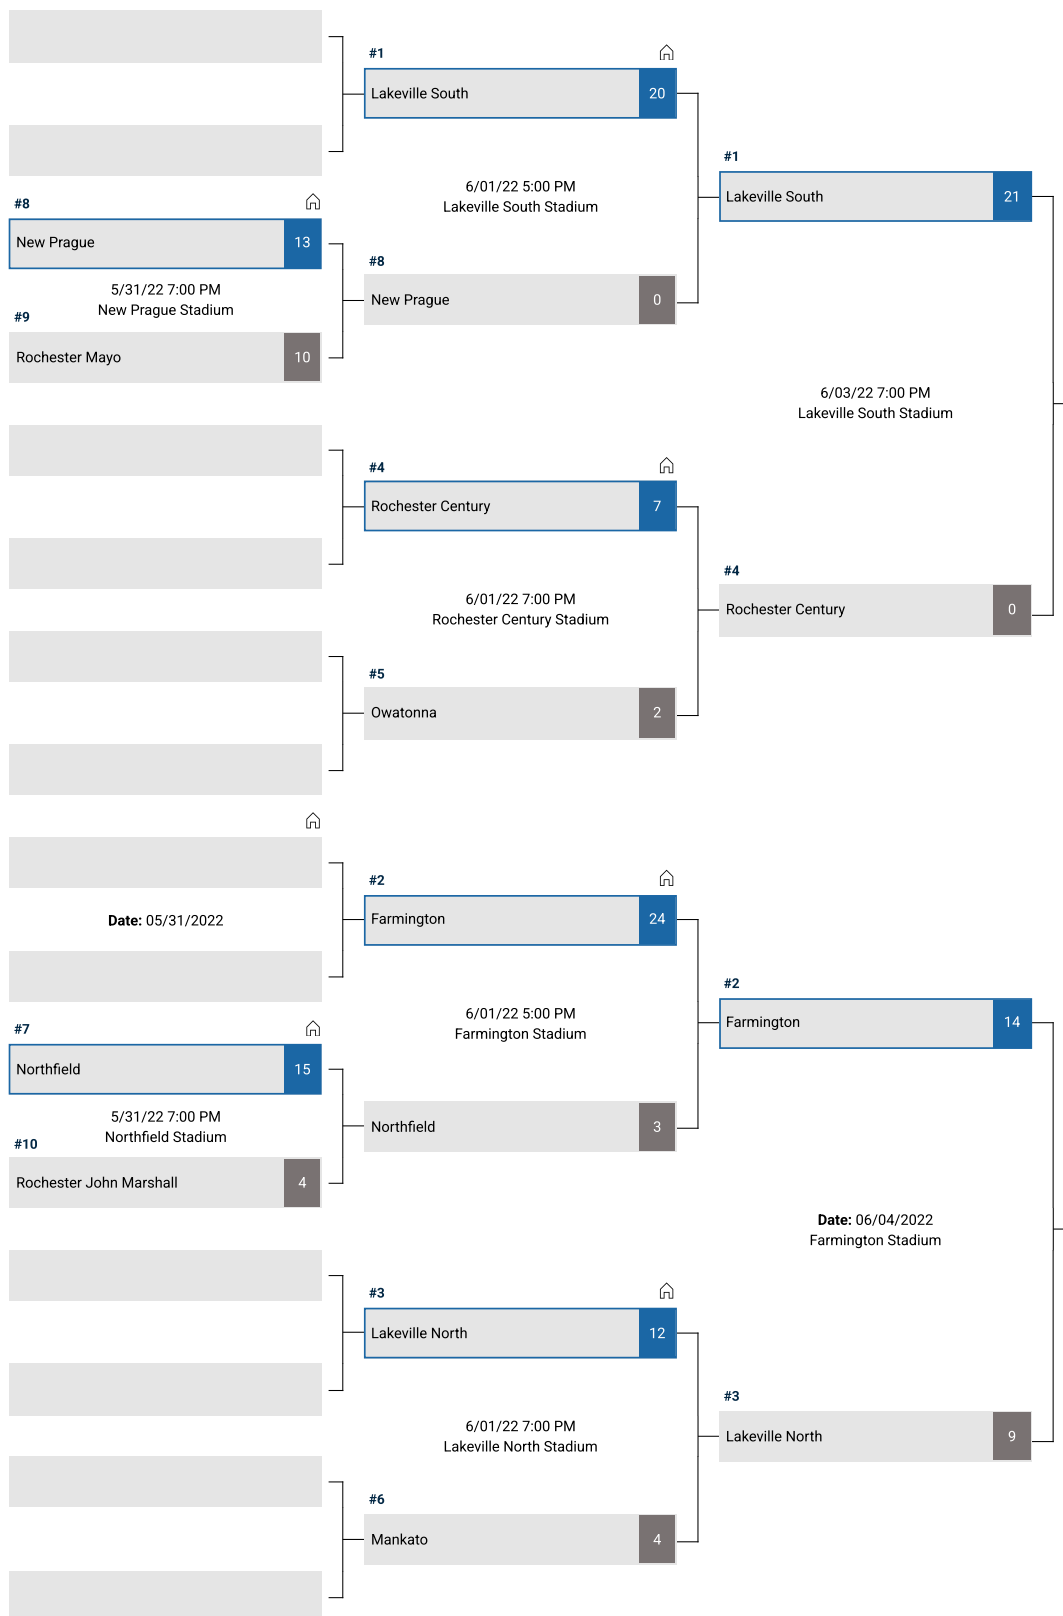 #1
Lakeville South
20
6/01/22 5:00 PM
Lakeville South Stadium
#8
New Prague
0
#8
New Prague
13
5/31/22 7:00 PM
New Prague Stadium
#9
Rochester Mayo
10
#1
Lakeville South
21
6/03/22 7:00 PM
Lakeville South Stadium
#4
Rochester Century
0
#4
Rochester Century
7
6/01/22 7:00 PM
Rochester Century Stadium
#5
Owatonna
2
Date: 05/31/2022
#2
Farmington
24
6/01/22 5:00 PM
Farmington Stadium
Northfield
3
#7
Northfield
15
5/31/22 7:00 PM
Northfield Stadium
#10
Rochester John Marshall
4
#2
Farmington
14
Date: 06/04/2022
Farmington Stadium
#3
Lakeville North
9
#3
Lakeville North
12
6/01/22 7:00 PM
Lakeville North Stadium
#6
Mankato
4